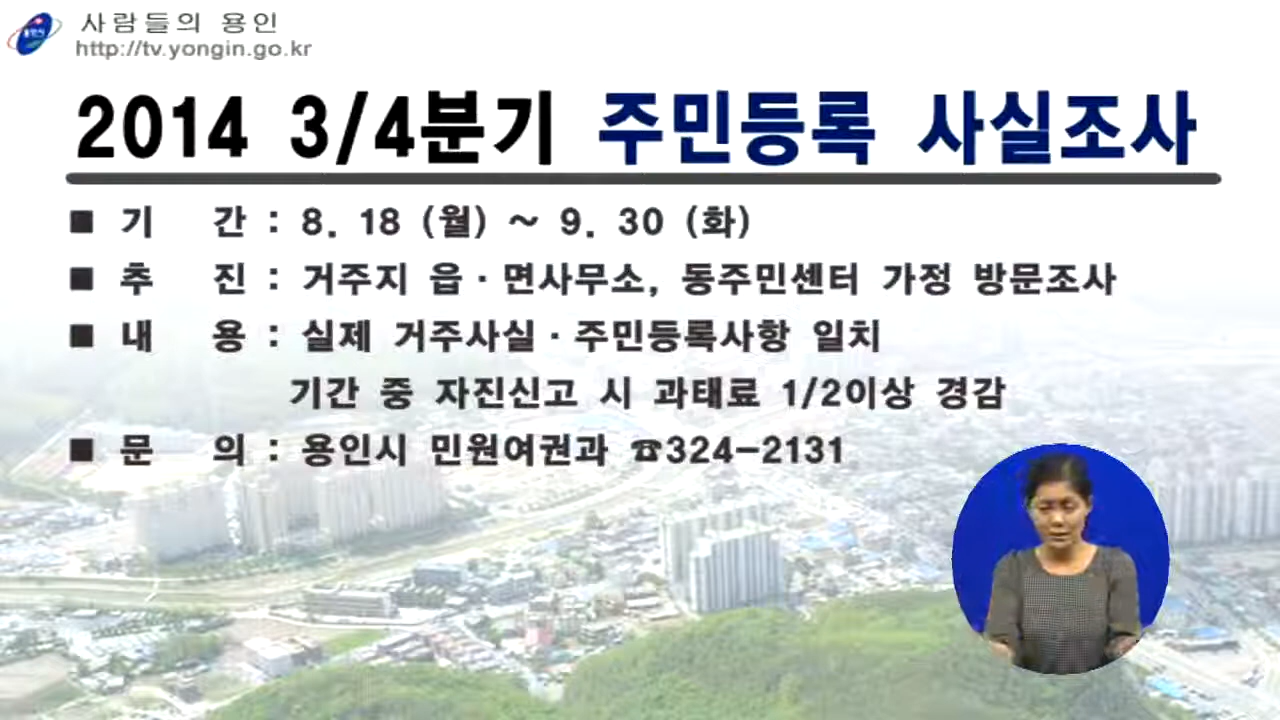 사람들의 용인
http://tv.yongin.go.kr
2014 3/4분기 주민등록 사실조사
■ 기 간 : 8. 18 (월) ~ 9. 30 (화)
■ 추 진 : 거주지 읍·면사무소, 동주민센터 가정 방문조사
■ 내 용 : 실제 거주사실·주민등록사항 일치
기간 중 자진신고 시 과태료 1/2이상 경감
■ 문 의 : 용인시 민원여권과 ☎324-2131